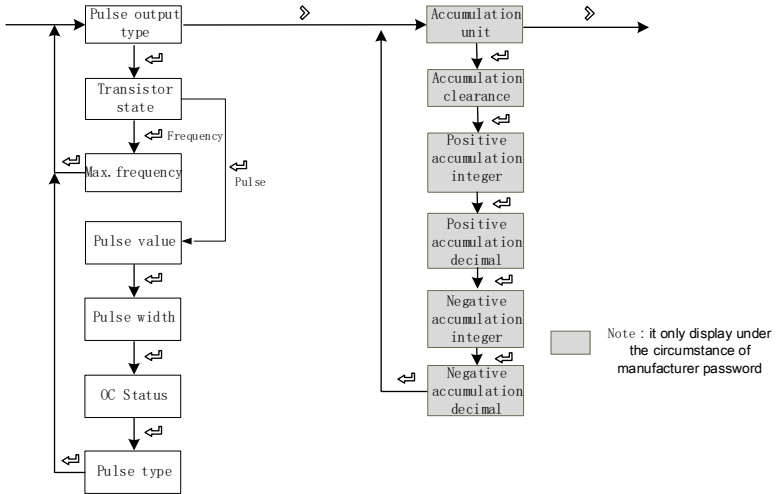 Pulse output
type
Transistor
state
Frequency
Pulse
Max.frequency
Pulse value
Pulse width
OC Status
Pulse type
Accumulation
unit
Accumulation
clearance
Positive
accumulation
integer
Positive
accumulation
decimal
Negative
accumulation
integer
Negative
accumulation
decimal
Note : it only display under
the circumstance of
manufacturer password